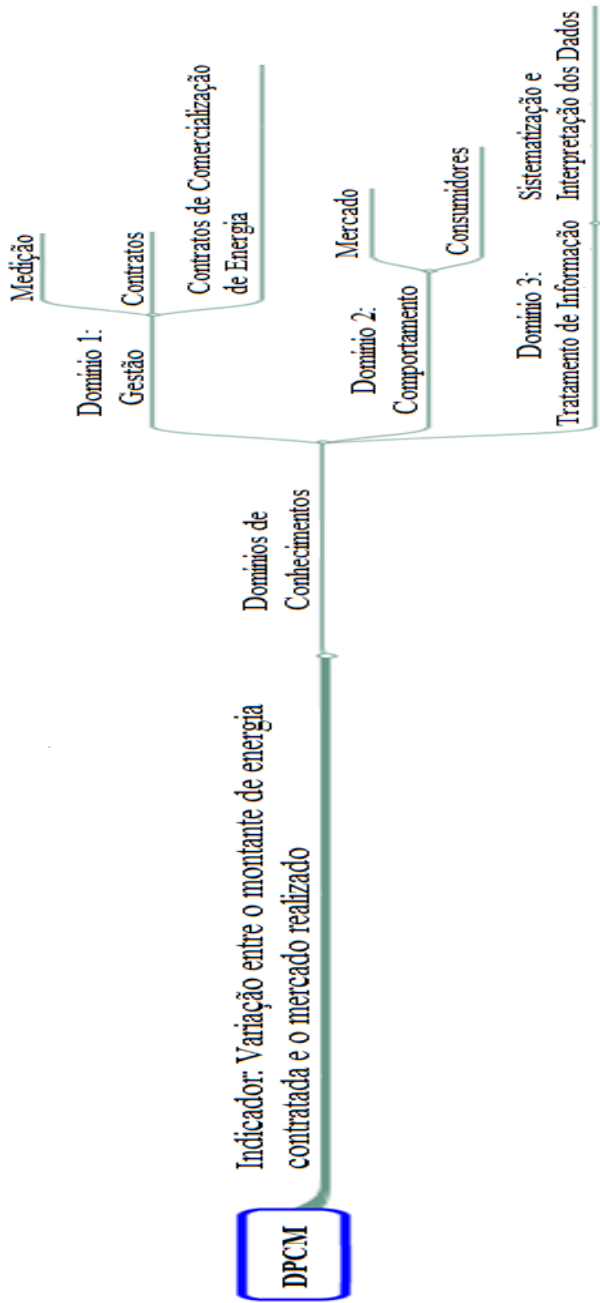 DPCM
Indicador: Variação entre o montante de energia
contratada e o mercado realizado
Domínios de
Conhecimentos
Domínio 1:
Gestão
Medição
Contratos
Contratos de Comercialização
de Energia
Domínio 2:
Comportamento
Mercado
Consumidores
Domínio 3:
Tratamento de Informação
Sistematização e
Interpretação dos Dados